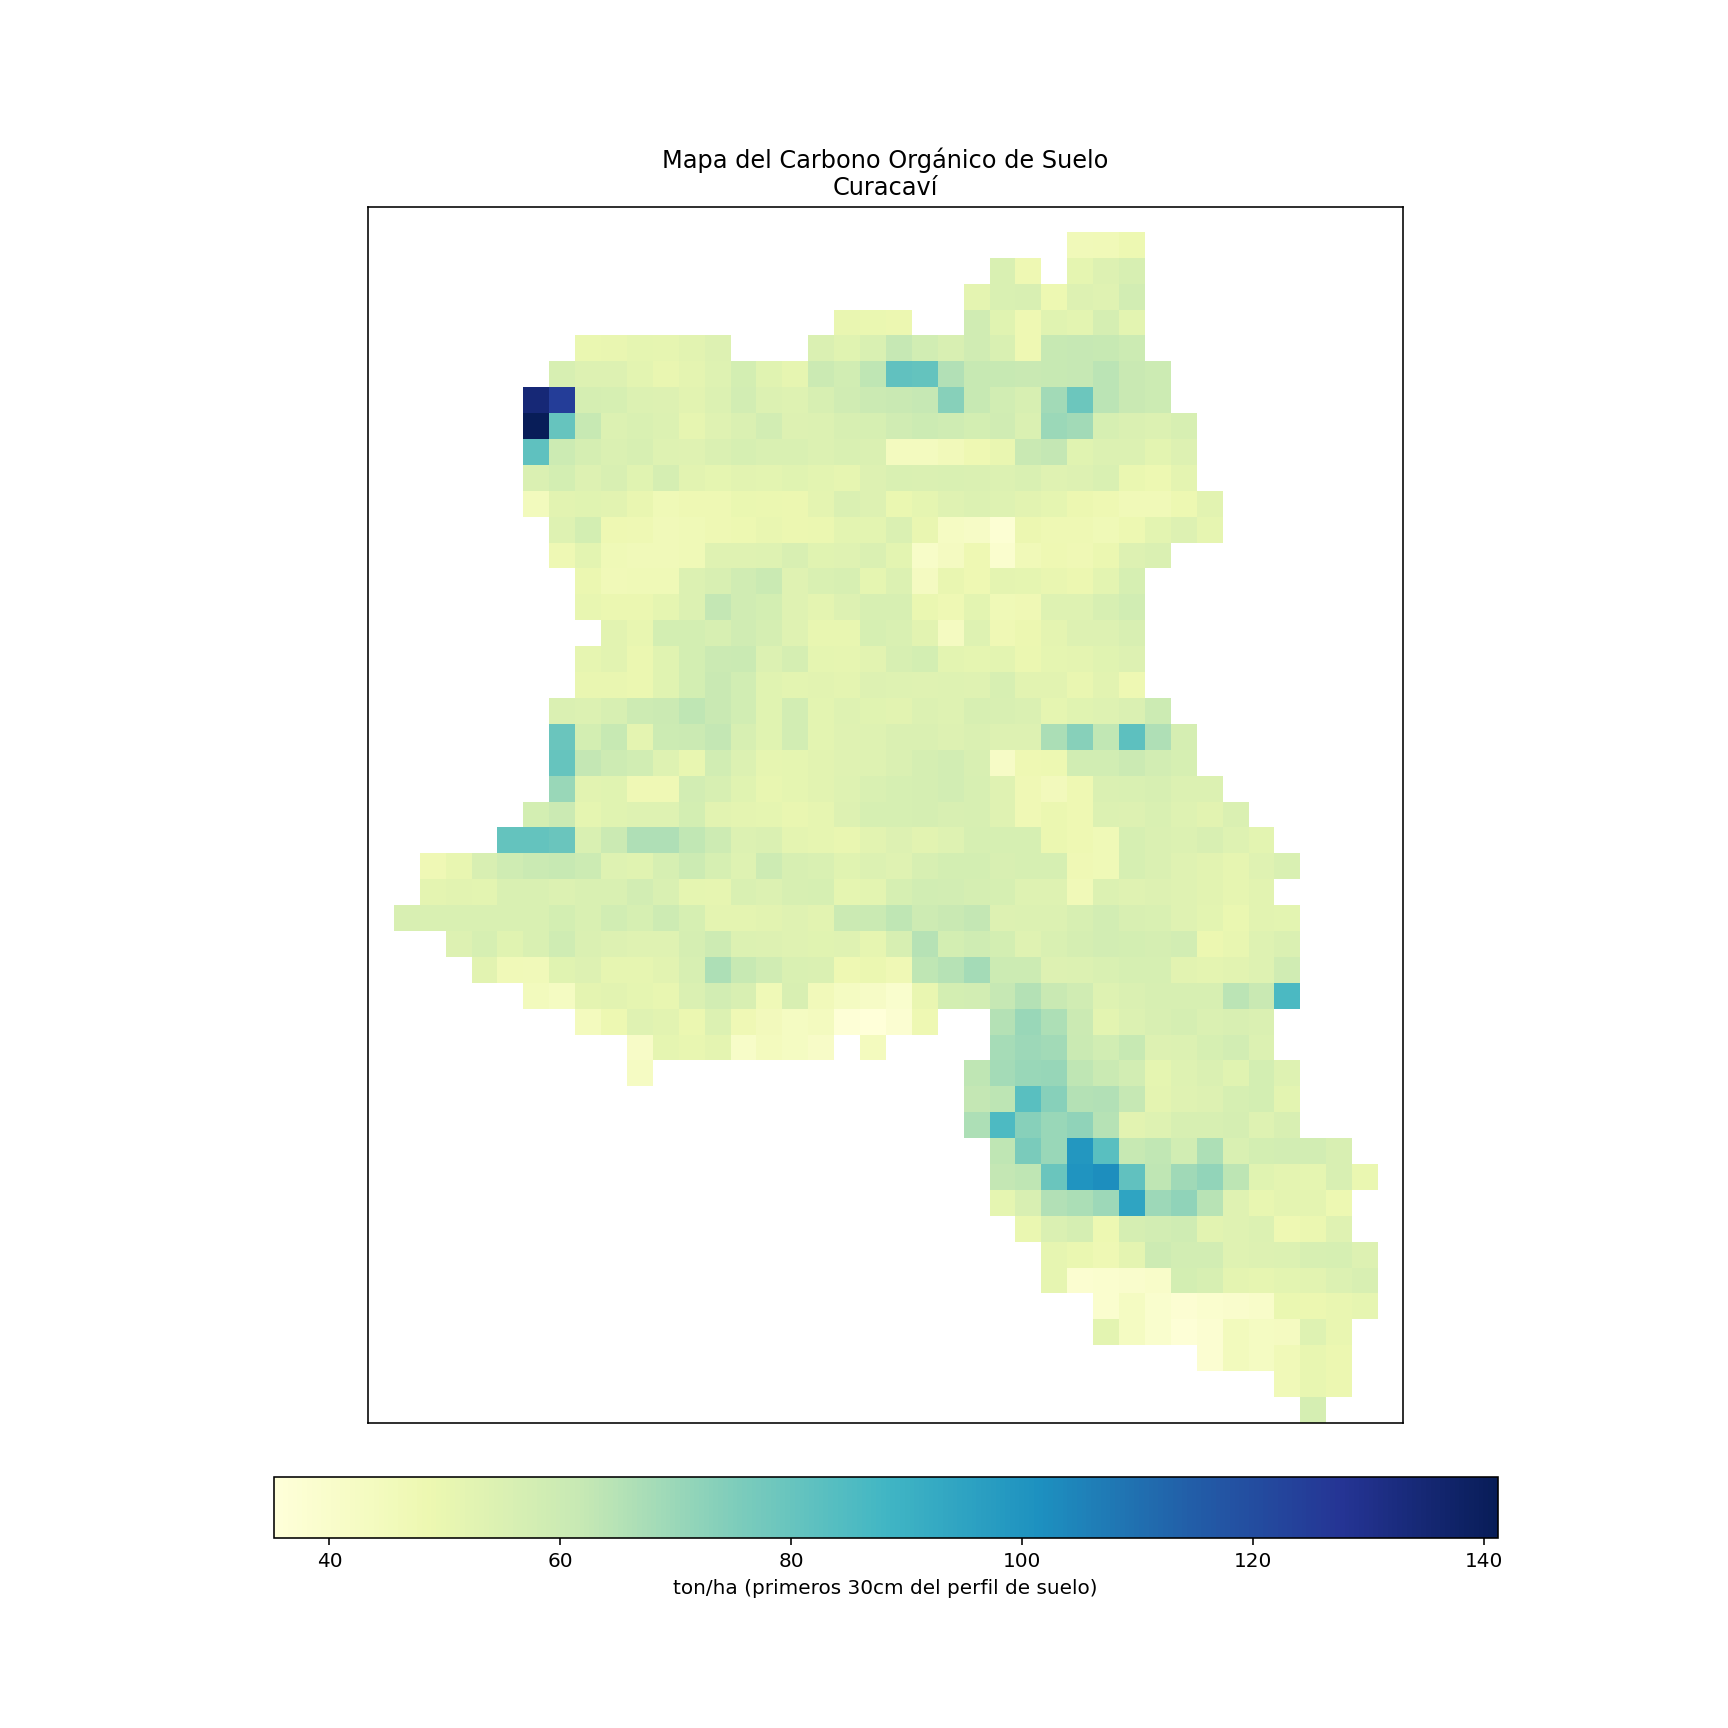 Mapa del Carbono Orgánico de Suelo
Curacaví
40 60 80 100 120 140
ton/ha (primeros 30cm del perfil de suelo)